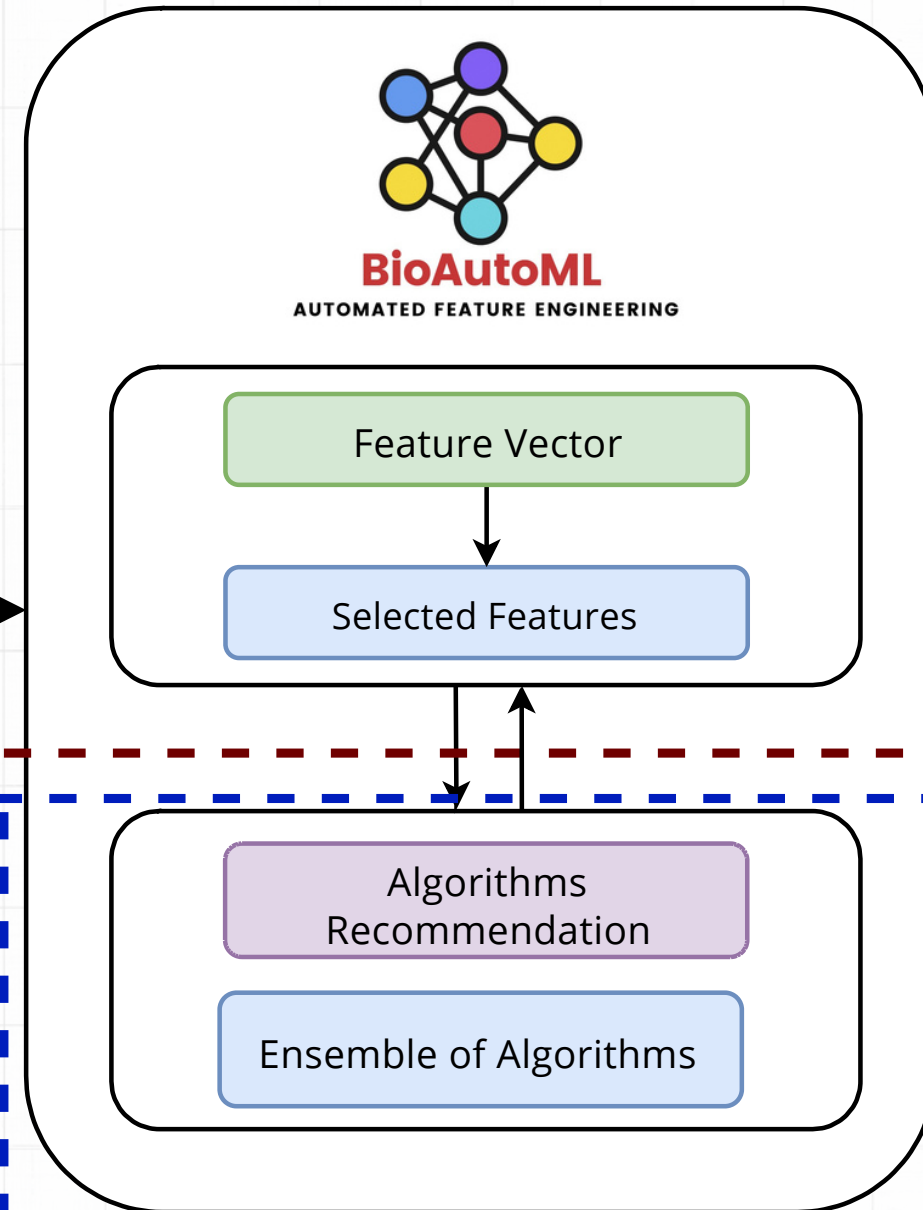 BioAutoML
AUTOMATED FEATURE ENGINEERING
Feature Vector
Selected Features
Algorithms
Recommendation
Ensemble of Algorithms